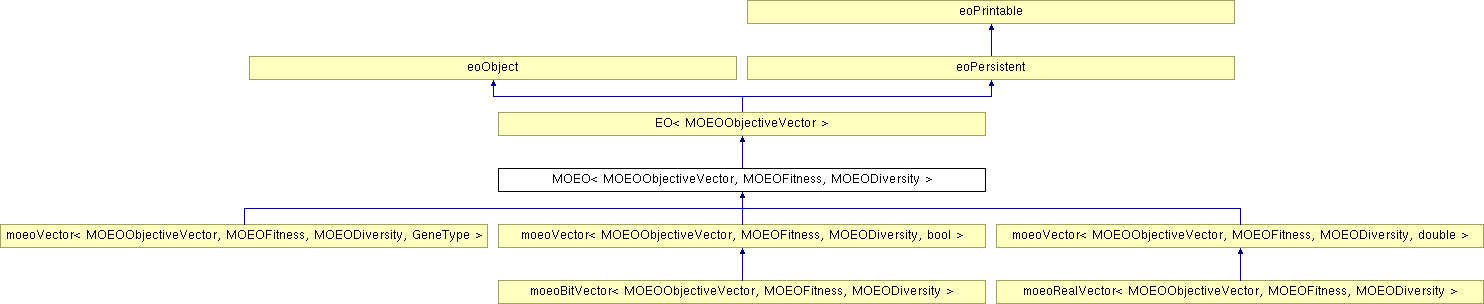 eoPrintable
eoObject
eoPersistent
EO< MOEOObjectiveVector >
MOEO< MOEOObjectiveVector, MOEOFitness, MOEODiversity >
moeoVector< MOEOObjectiveVector, MOEOFitness, MOEODiversity, GeneType >
moeoVector< MOEOObjectiveVector, MOEOFitness, MOEODiversity, bool >
moeoVector< MOEOObjectiveVector, MOEOFitness, MOEODiversity, double >
moeoBitVector< MOEOObjectiveVector, MOEOFitness, MOEODiversity >
moeoRealVector< MOEOObjectiveVector, MOEOFitness, MOEODiversity >